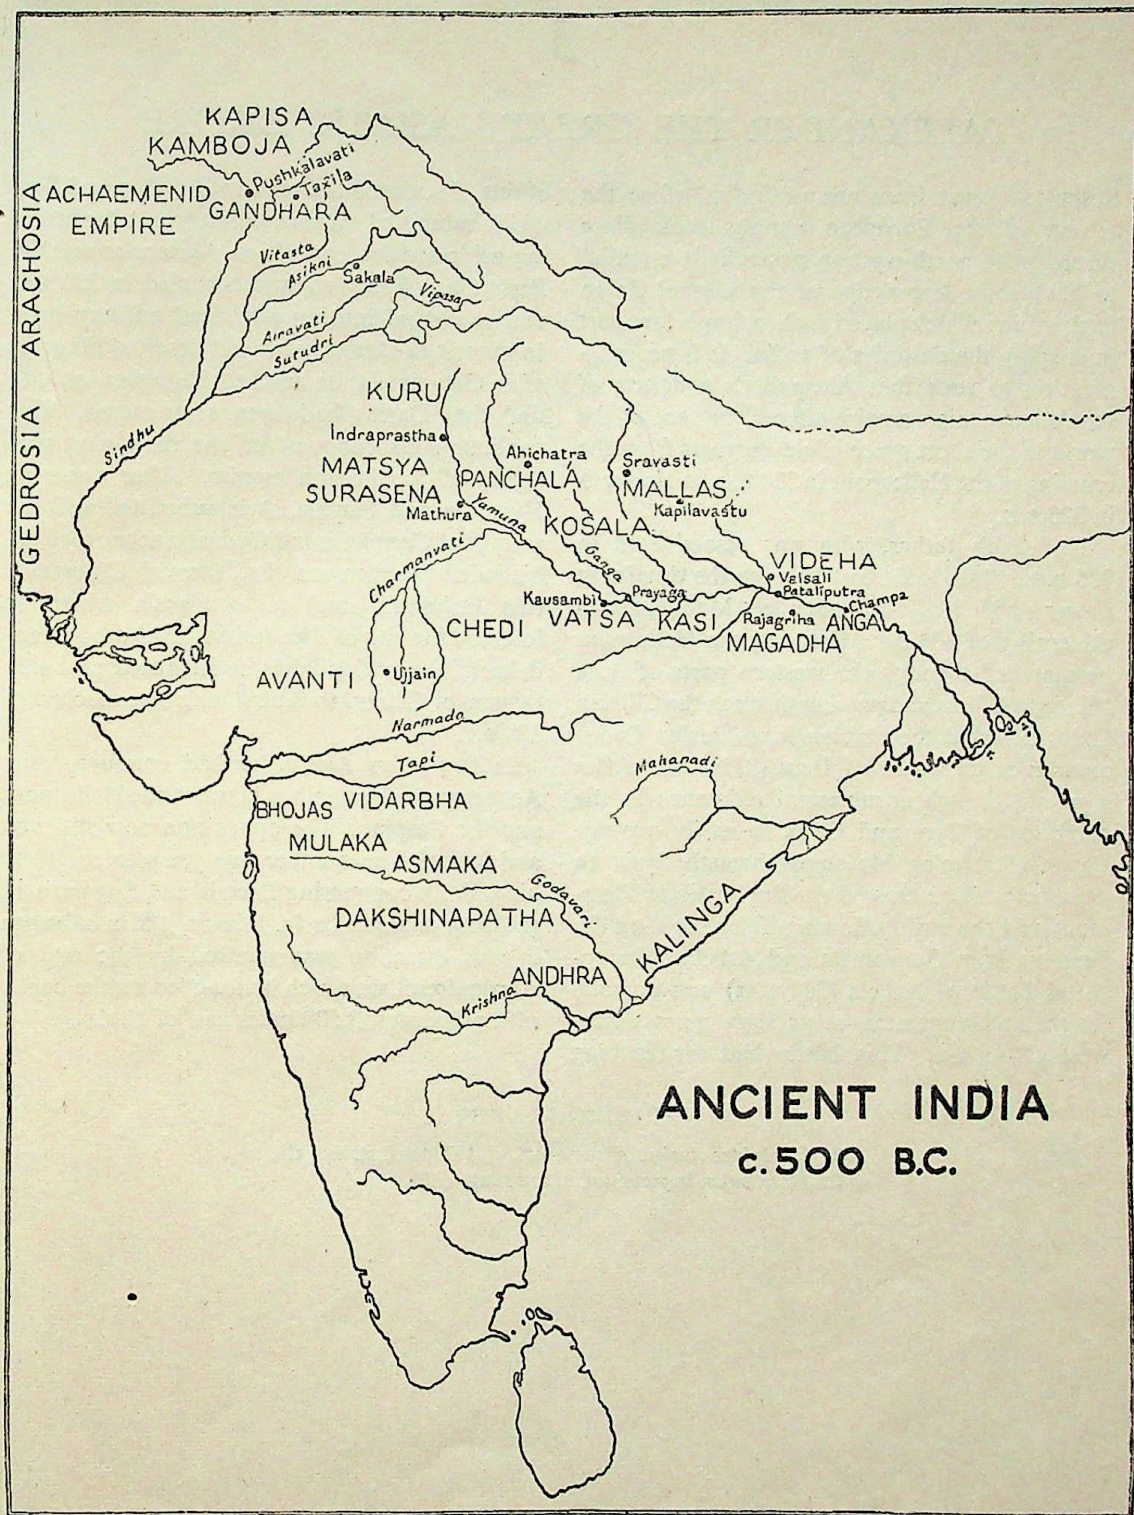 KAPISA
KAMBOJA
Pushkalavati
Taxila
ACHAEMENID
EMPIRE
GANDHARA
ARACHOSIA
GEDROSIA
Vitasta
Asikni
Sakala
Vipasa
Airavati
Sutudri
Sindhu
KURU
Indraprastha
Ahichatra
Sravasti
MATSYA
PANCHALA
MALLAS
SURASENA
Kapilavastu
Mathura
Yamuna
KOSALA
Charmanvati
Ganga
VIDEHA
Vaisali
Kausambi
Prayaga
Pataliputra
Champa
VATSA
KASI
Rajagriha
ANGA
CHEDI
MAGADHA
AVANTI
Ujjain
Narmada
Tapi
Mahanadi
BHOJAS
VIDARBHA
MULAKA
ASMAKA
Godavari
DAKSHINAPATHA
KALINGA
ANDHRA
Krishna
ANCIENT INDIA
c. 500 B.C.